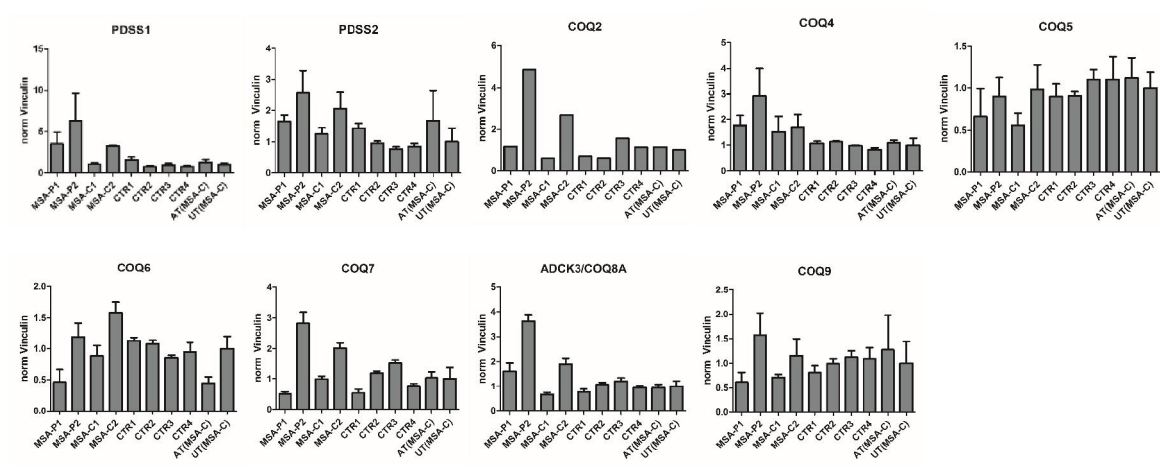 PDSS1
norm Vinculin
15
10
5
0
MSA-P1
MSA-P2
MSA-C1
MSA-C2
CTR1
CTR2
CTR3
CTR4
AT(MSA-C)
UT(MSA-C)
PDSS2
norm Vinculin
4
3
2
1
0
MSA-P1
MSA-P2
MSA-C1
MSA-C2
CTR1
CTR2
CTR3
CTR4
AT(MSA-C)
UT(MSA-C)
COQ2
norm Vinculin
6
4
2
0
MSA-P1
MSA-P2
MSA-C1
MSA-C2
CTR1
CTR2
CTR3
CTR4
AT(MSA-C)
UT(MSA-C)
COQ4
norm Vinculin
5
4
3
2
1
0
MSA-P1
MSA-P2
MSA-C1
MSA-C2
CTR1
CTR2
CTR3
CTR4
AT(MSA-C)
UT(MSA-C)
COQ5
norm Vinculin
1.5
1.0
0.5
0.0
MSA-P1
MSA-P2
MSA-C1
MSA-C2
CTR1
CTR2
CTR3
CTR4
AT(MSA-C)
UT(MSA-C)
COQ6
norm Vinculin
2.0
1.5
1.0
0.5
0.0
MSA-P1
MSA-P2
MSA-C1
MSA-C2
CTR1
CTR2
CTR3
CTR4
AT(MSA-C)
UT(MSA-C)
COQ7
norm Vinculin
4
3
2
1
0
MSA-P1
MSA-P2
MSA-C1
MSA-C2
CTR1
CTR2
CTR3
CTR4
AT(MSA-C)
UT(MSA-C)
ADCK3/COQ8A
norm Vinculin
5
4
3
2
1
0
MSA-P1
MSA-P2
MSA-C1
MSA-C2
CTR1
CTR2
CTR3
CTR4
AT(MSA-C)
UT(MSA-C)
COQ9
norm Vinculin
2.5
2.0
1.5
1.0
0.5
0.0
MSA-P1
MSA-P2
MSA-C1
MSA-C2
CTR1
CTR2
CTR3
CTR4
AT(MSA-C)
UT(MSA-C)